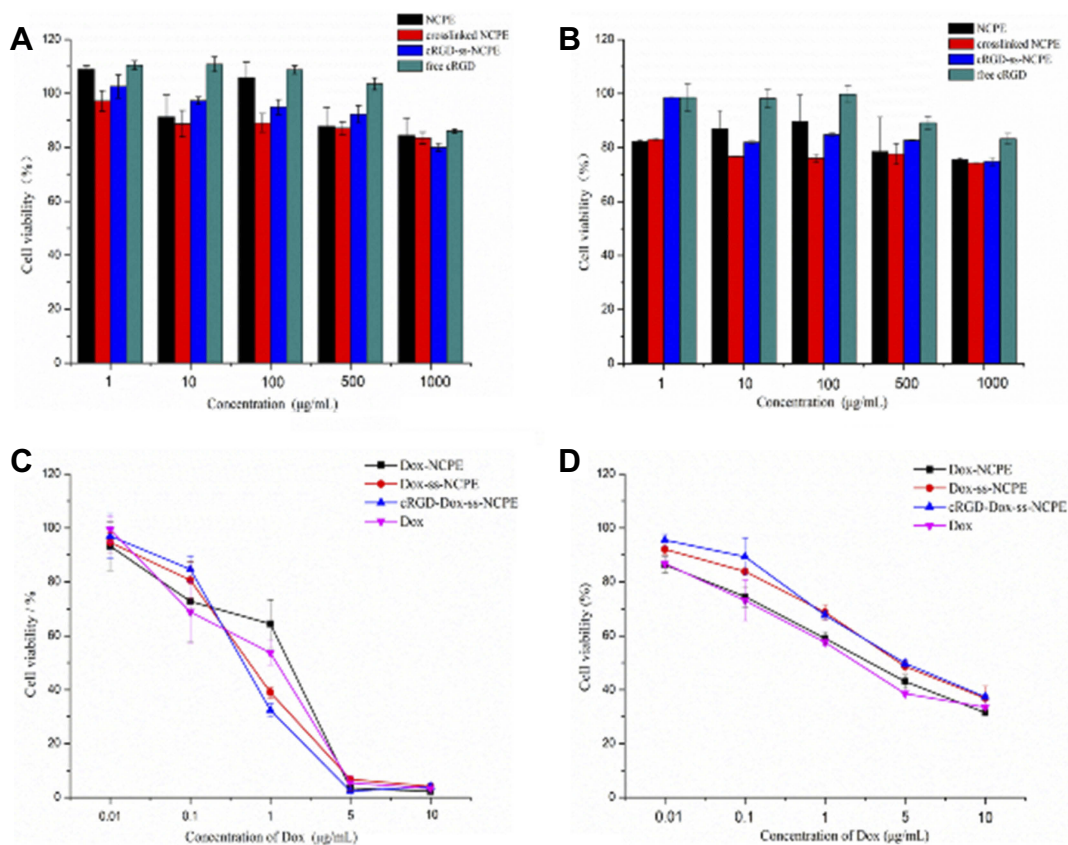 A
NCPE
crosslinked NCPE
cRGD-ss-NCPE
free cRGD
120
100
80
60
40
20
0
Cell viability (%)
1 10 100 500 1000
Concentration (μg/mL)
B
NCPE
crosslinked NCPE
cRGD-ss-NCPE
free cRGD
120
100
80
60
40
20
0
Cell viability (%)
1 10 100 500 1000
Concentration (μg/mL)
C
Dox-NCPE
Dox-ss-NCPE
cRGD-Dox-ss-NCPE
Dox
120
100
80
60
40
20
0
Cell viability / %
0.01 0.1 1 5 10
Concentration of Dox (μg/mL)
D
Dox-NCPE
Dox-ss-NCPE
cRGD-Dox-ss-NCPE
Dox
120
100
80
60
40
20
0
Cell viability (%)
0.01 0.1 1 5 10
Concentration of Dox (μg/mL)